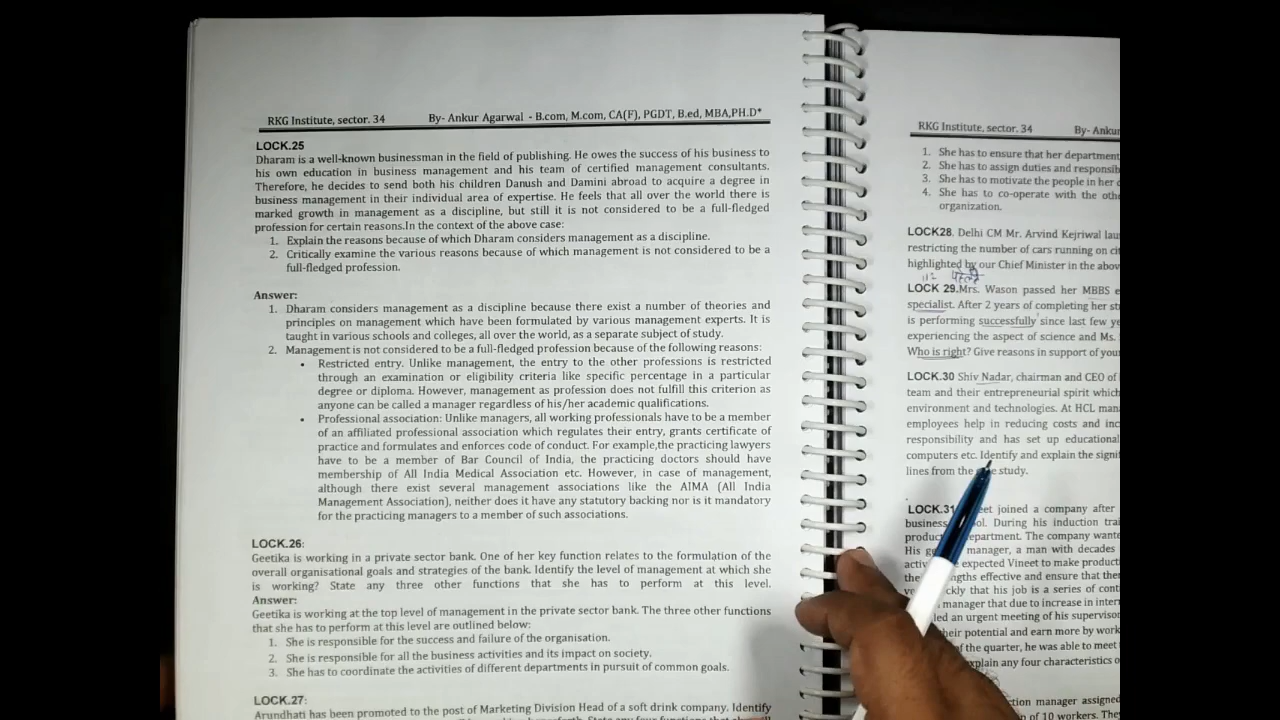 RKG Institute, sector. 34 By- Ankur Agarwal - B.com, M.com, CA(F), PGDT, B.ed, MBA,PH.D*
LOCK.25
Dharam is a well-known businessman in the field of publishing. He owes the success of his business to
his own education in business management and his team of certified management consultants.
Therefore, he decides to send both his children Danush and Damini abroad to acquire a degree in
business management in their individual area of expertise. He feels that all over the world there is
marked growth in management as a discipline, but still it is not considered to be a full-fledged
profession for certain reasons.In the context of the above case:
1. Explain the reasons because of which Dharam considers management as a discipline.
2. Critically examine the various reasons because of which management is not considered to be a
full-fledged profession.
Answer:
1. Dharam considers management as a discipline because there exist a number of theories and
principles on management which have been formulated by various management experts. It is
taught in various schools and colleges, all over the world, as a separate subject of study.
2. Management is not considered to be a full-fledged profession because of the following reasons:
• Restricted entry. Unlike management, the entry to the other professions is restricted
through an examination or eligibility criteria like specific percentage in a particular
degree or diploma. However, management as profession does not fulfill this criterion as
anyone can be called a manager regardless of his/her academic qualifications.
• Professional association: Unlike managers, all working professionals have to be a member
of an affiliated professional association which regulates their entry, grants certificate of
practice and formulates and enforces code of conduct. For example,the practicing lawyers
have to be a member of Bar Council of India, the practicing doctors should have
membership of All India Medical Association etc. However, in case of management,
although there exist several management associations like the AIMA (All India
Management Association), neither does it have any statutory backing nor is it mandatory
for the practicing managers to a member of such associations.
LOCK.26:
Geetika is working in a private sector bank. One of her key function relates to the formulation of the
overall organisational goals and strategies of the bank. Identify the level of management at which she
is working? State any three other functions that she has to perform at this level.
Answer:
Geetika is working at the top level of management in the private sector bank. The three other functions
that she has to perform at this level are outlined below:
1. She is responsible for the success and failure of the organisation.
2. She is responsible for all the business activities and its impact on society.
3. She has to coordinate the activities of different departments in pursuit of common goals.
LOCK.27:
Arundhati has been promoted to the post of Marketing Division Head of a soft drink company. Identify
RKG Institute, sector. 34 By- Ankur
1. She has to ensure that her department
2. She has to assign duties and
3. She has to motivate the people in her
4. She has to co-operate with the
organization.
LOCK28. Delhi CM Mr. Arvind Kejriwal
restricting the number of cars running on
highlighted by our Chief Minister in the
LOCK 29.Mrs. Wason passed her MBBS
specialist. After 2 years of completing her
is performing successfully since last few
experiencing the aspect of science and Ms.
Who is right? Give reasons in support of your
LOCK.30 Shiv Nadar, chairman and CEO of
team and their entrepreneurial spirit which
environment and technologies. At HCL
employees help in reducing costs and
responsibility and has set up educational
computers etc. Identify and explain the
lines from the study.
LOCK.31 joined a company after
business During his induction
The company
His manager, a man with decades
expected Vineet to make
effective and ensure that
that his job is a series of
manager that due to increase in
an urgent meeting of his
potential and earn more by
of the quarter, he was able to meet
explain any four characteristics
manager assigned
of 10 workers.